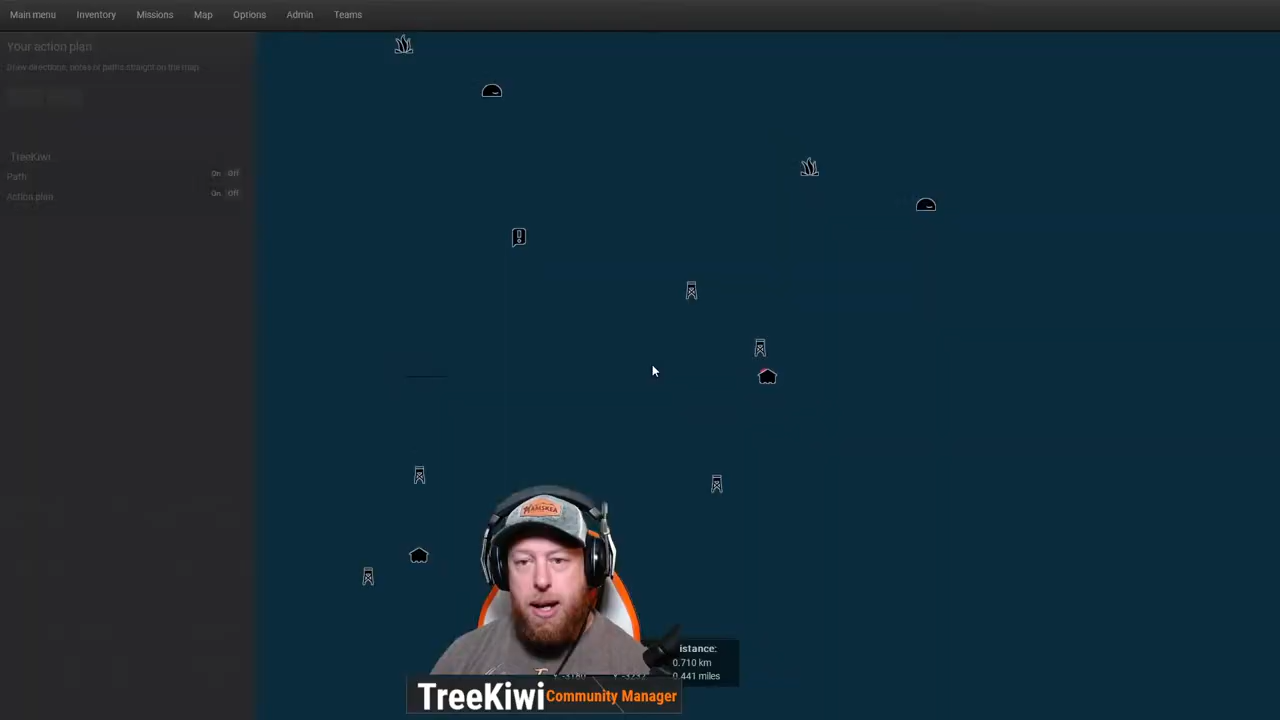 Main menu Inventory Missions Map Options Admin Teams
Your action plan
Draw directions, notes or paths straight on the map.
TreeKiwi
Path On Off
Action plan On Off
istance:
0.710 km
0.441 miles
TreeKiwi Community Manager